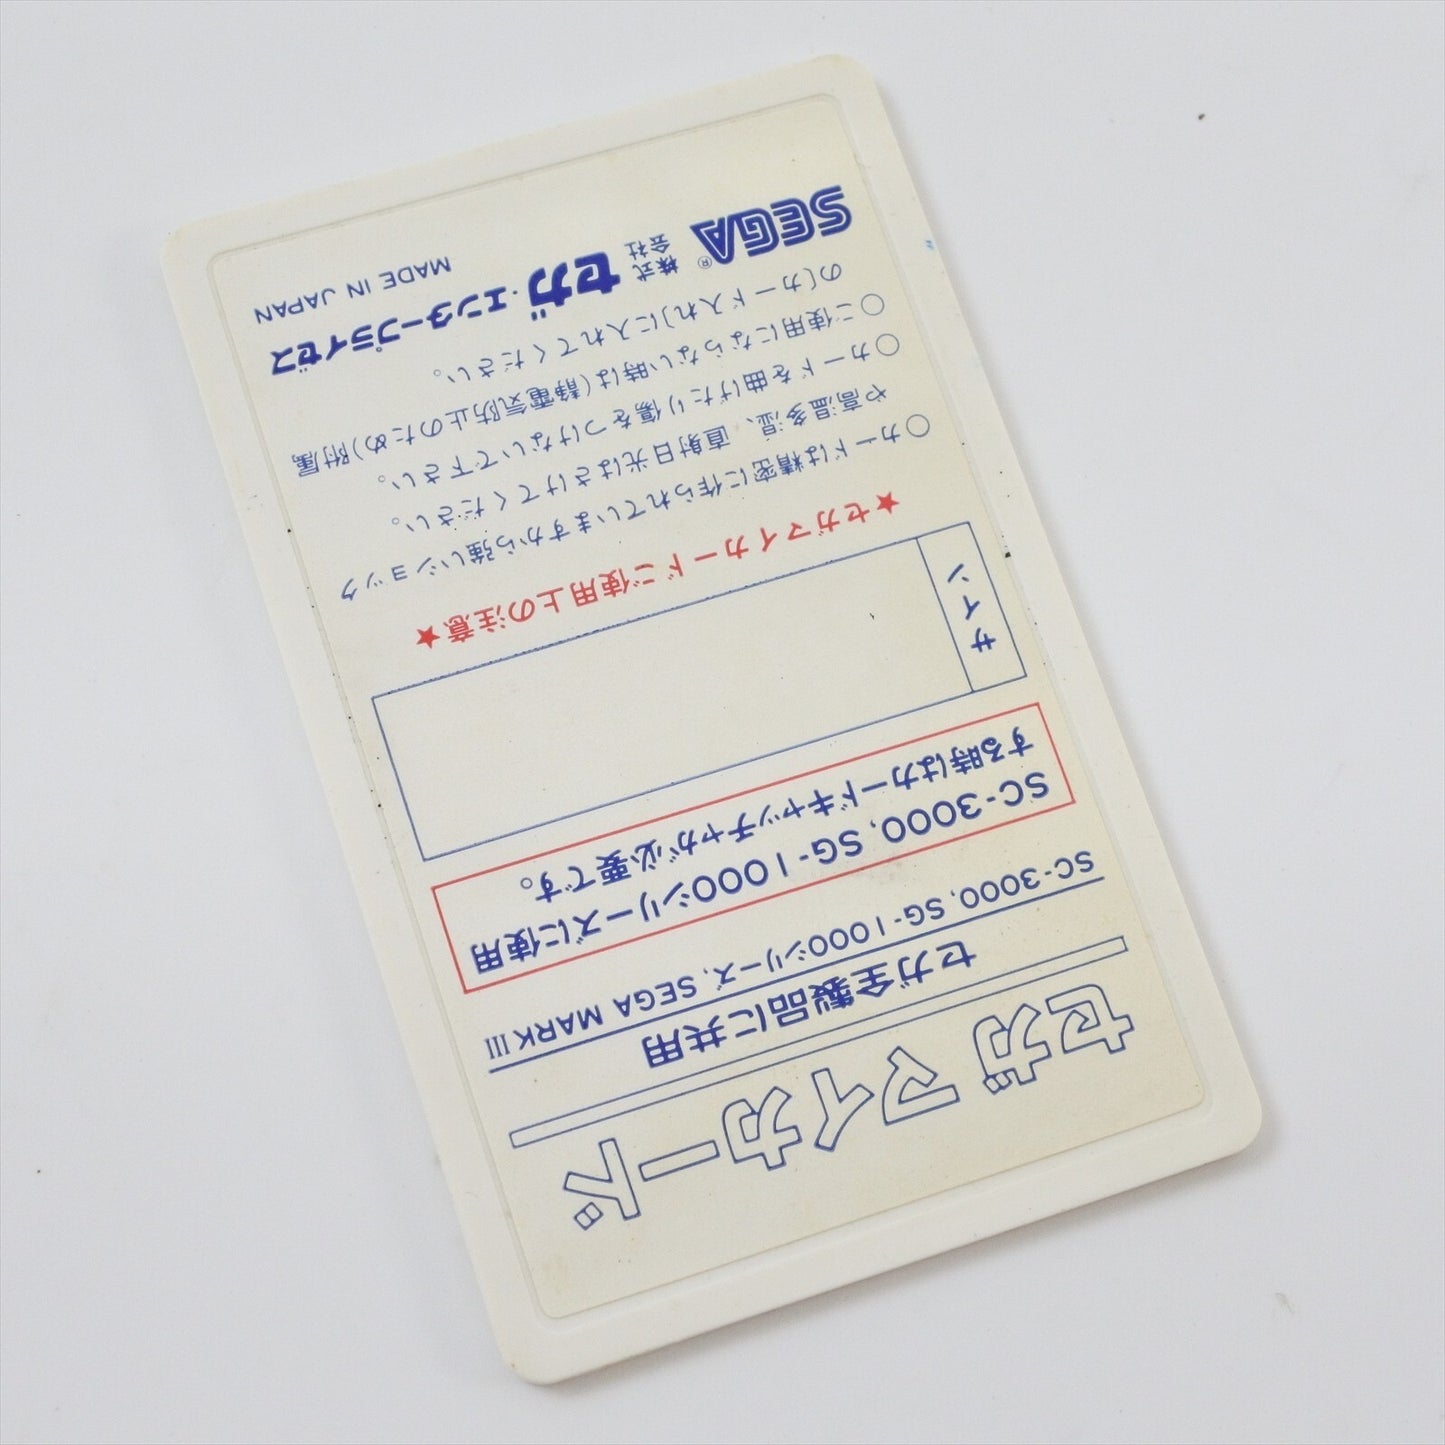 セガ マイカード
セガ全製品に共用
SC-3000, SG-1000シリーズ, SEGA MARKⅢ
SC-3000, SG-1000シリーズに使用
する時はカードキャッチャが必要です。
サイン
★セガマイカードご使用上の注意★
○カードは精密に作られていますから強いショック
や高温多湿、直射日光はさけてください。
○カードを曲げたり傷をつけないで下さい。
○ご使用にならない時は(静電気防止のため)附属
の(カード入れ)に入れてください。
SEGA® 株式会社 セガ・エンタープライゼス
MADE IN JAPAN